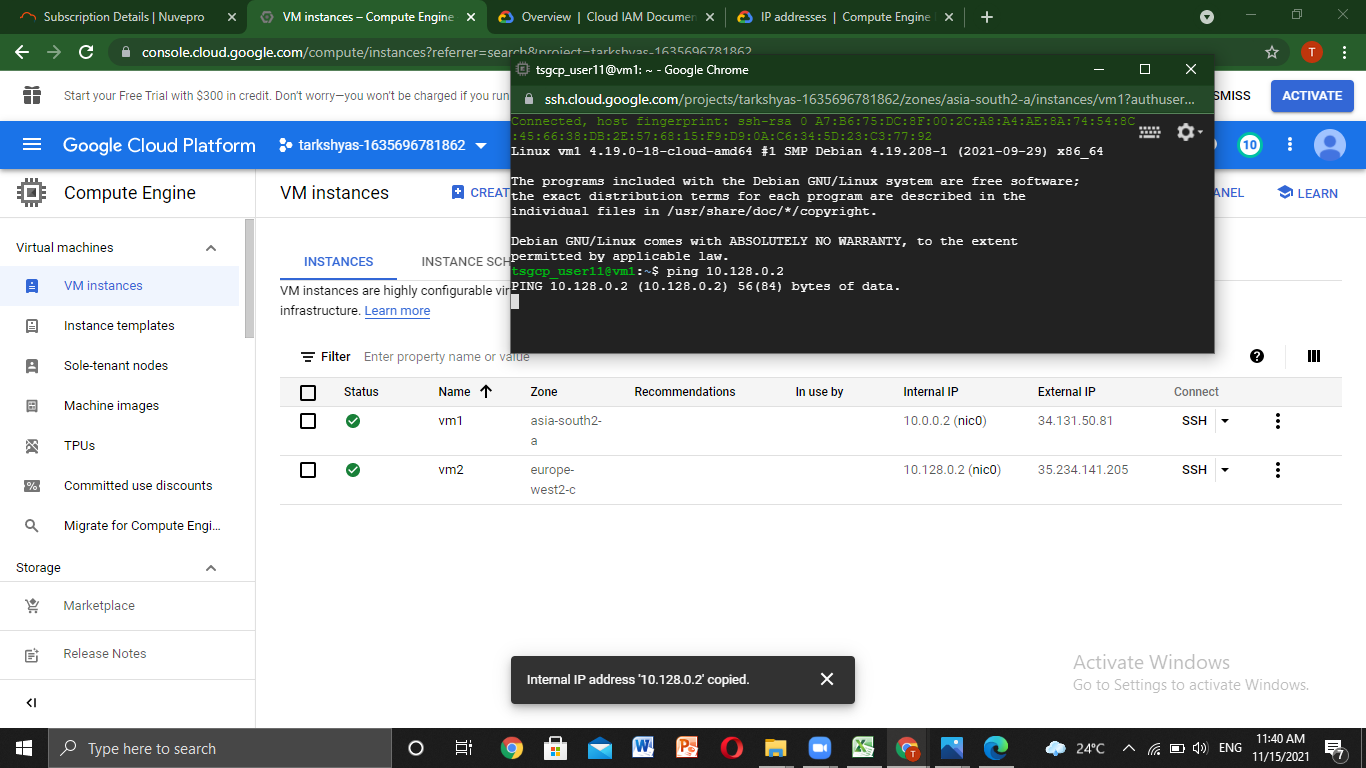 Subscription Details | Nuvepro
VM instances – Compute Engine
Overview | Cloud IAM Documen
IP addresses | Compute Engine
console.cloud.google.com/compute/instances?referrer=search&project=tarkshyas-1635696781862
T
Start your Free Trial with $300 in credit. Don't worry—you won't be charged if you run
SMISS
ACTIVATE
Google Cloud Platform
tarkshyas-1635696781862
10
tsgcp_user11@vm1: ~ - Google Chrome
ssh.cloud.google.com/projects/tarkshyas-1635696781862/zones/asia-south2-a/instances/vm1?authuser...
Connected, host fingerprint: ssh-rsa 0 A7:B6:75:DC:8F:00:2C:A8:A4:AE:8A:74:54:8C
:45:66:38:DB:2E:57:68:15:F9:D9:0A:C6:34:5D:23:C3:77:92
Linux vm1 4.19.0-18-cloud-amd64 #1 SMP Debian 4.19.208-1 (2021-09-29) x86_64
The programs included with the Debian GNU/Linux system are free software;
the exact distribution terms for each program are described in the
individual files in /usr/share/doc/*/copyright.
Debian GNU/Linux comes with ABSOLUTELY NO WARRANTY, to the extent
permitted by applicable law.
tsgcp_user11@vm1:~$ ping 10.128.0.2
PING 10.128.0.2 (10.128.0.2) 56(84) bytes of data.
Compute Engine
VM instances
CREAT
ANEL
LEARN
Virtual machines
VM instances
Instance templates
Sole-tenant nodes
Machine images
TPUs
Committed use discounts
Migrate for Compute Engi...
Storage
Marketplace
Release Notes
INSTANCES
INSTANCE SCH
VM instances are highly configurable vir
infrastructure. Learn more
Filter
Enter property name or value
Status
Name
Zone
Recommendations
In use by
Internal IP
External IP
Connect
vm1
asia-south2-
a
10.0.0.2 (nic0)
34.131.50.81
SSH
vm2
europe-
west2-c
10.128.0.2 (nic0)
35.234.141.205
SSH
Internal IP address '10.128.0.2' copied.
Activate Windows
Go to Settings to activate Windows.
Type here to search
24°C
ENG
11:40 AM
11/15/2021
7